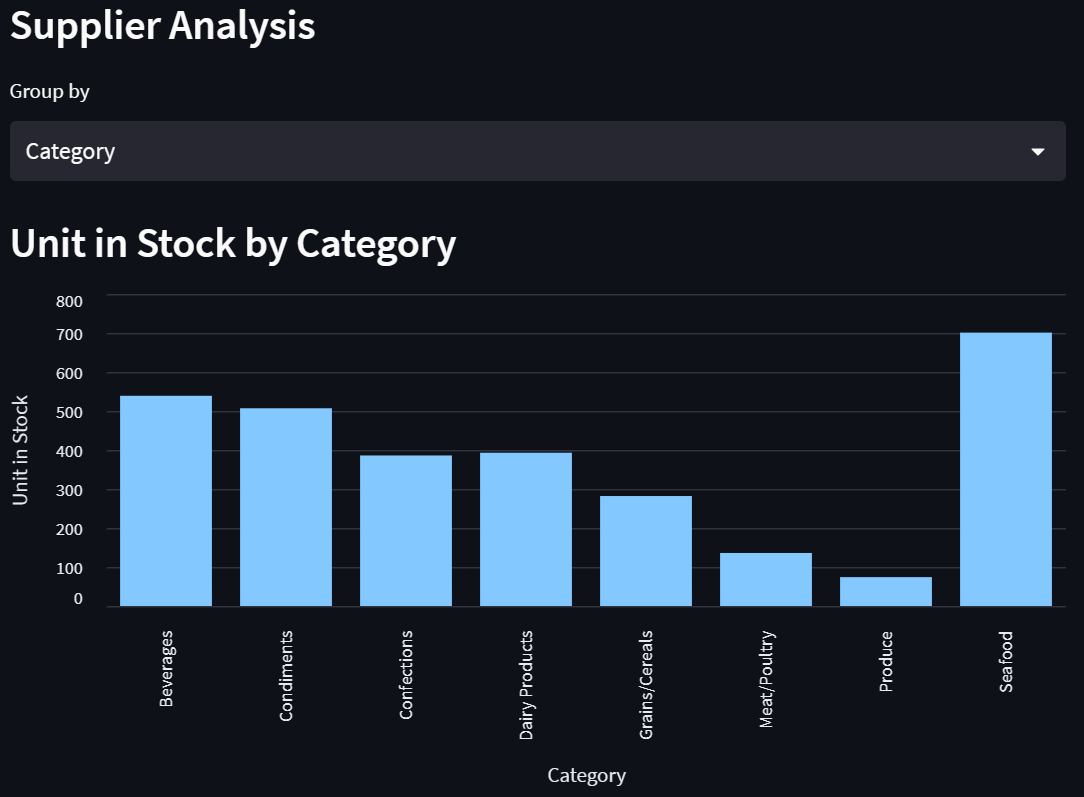 Supplier Analysis
Group by
Category
Unit in Stock by Category
800
700
600
500
400
300
200
100
0
Unit in Stock
Beverages
Condiments
Confections
Dairy Products
Grains/Cereals
Meat/Poultry
Produce
Seafood
Category